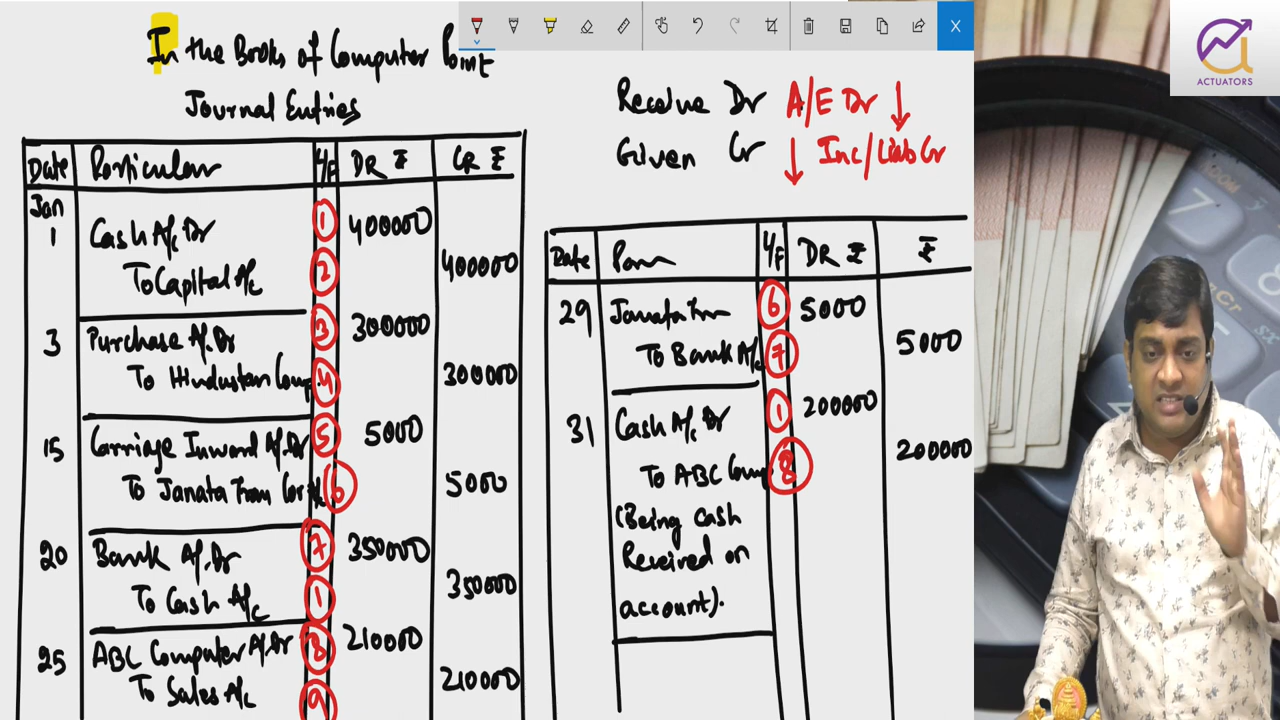 In the Books of Computer Point
Journal Entries
Date Particular L/F DR ₹ CR ₹
Jan
1 Cash A/c Dr 1 400000
To Capital A/c 2 400000
3 Purchase A/c Dr 3 300000
To Hindustan Comp. 4 300000
15 Carriage Inward A/c Dr 5 5000
To Janata Tran Cor 6 5000
20 Bank A/c Dr 7 350000
To Cash A/c 1 350000
25 ABC Computer A/c Dr 8 210000
To Sales A/c 9 210000
Receive Dr A/E Dr ↓
Given Cr ↓ Inc/Liab Cr
Date L/F DR ₹ ₹
29 Janata Tran 6 5000
To Bank A/c 7 5000
31 Cash A/c Dr 1 200000
To ABC Comp 8 200000
(Being cash
Received on
account).
ACTUATORS